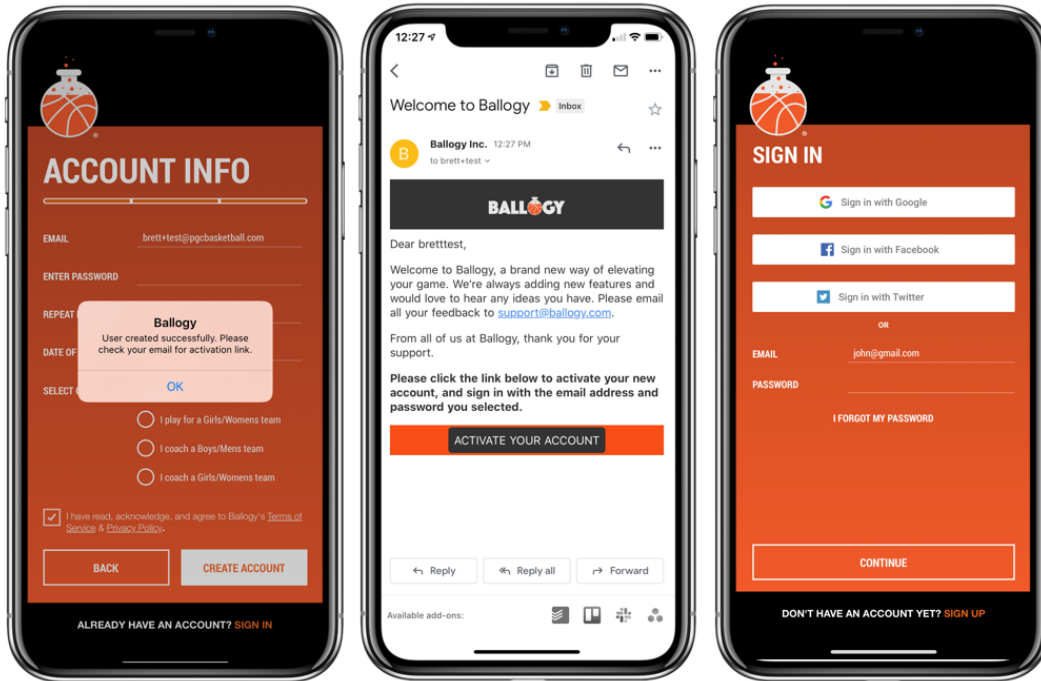 ACCOUNT INFO
EMAIL brett+test@pgcbasketball.com
ENTER PASSWORD
REPEAT
Ballogy
User created successfully. Please
check your email for activation link.
OK
DATE OF
SELECT
I play for a Girls/Womens team
I coach a Boys/Mens team
I coach a Girls/Womens team
I have read, acknowledge, and agree to Ballogy's Terms of
Service & Privacy Policy.
BACK CREATE ACCOUNT
ALREADY HAVE AN ACCOUNT? SIGN IN
12:27
Welcome to Ballogy Inbox
B
Ballogy Inc. 12:27 PM
to brett+test
BALLOGY
Dear bretttest,
Welcome to Ballogy, a brand new way of elevating
your game. We're always adding new features and
would love to hear any ideas you have. Please email
all your feedback to support@ballogy.com.
From all of us at Ballogy, thank you for your
support.
Please click the link below to activate your new
account, and sign in with the email address and
password you selected.
ACTIVATE YOUR ACCOUNT
Reply Reply all Forward
Available add-ons:
SIGN IN
Sign in with Google
Sign in with Facebook
Sign in with Twitter
OR
EMAIL john@gmail.com
PASSWORD
I FORGOT MY PASSWORD
CONTINUE
DON'T HAVE AN ACCOUNT YET? SIGN UP